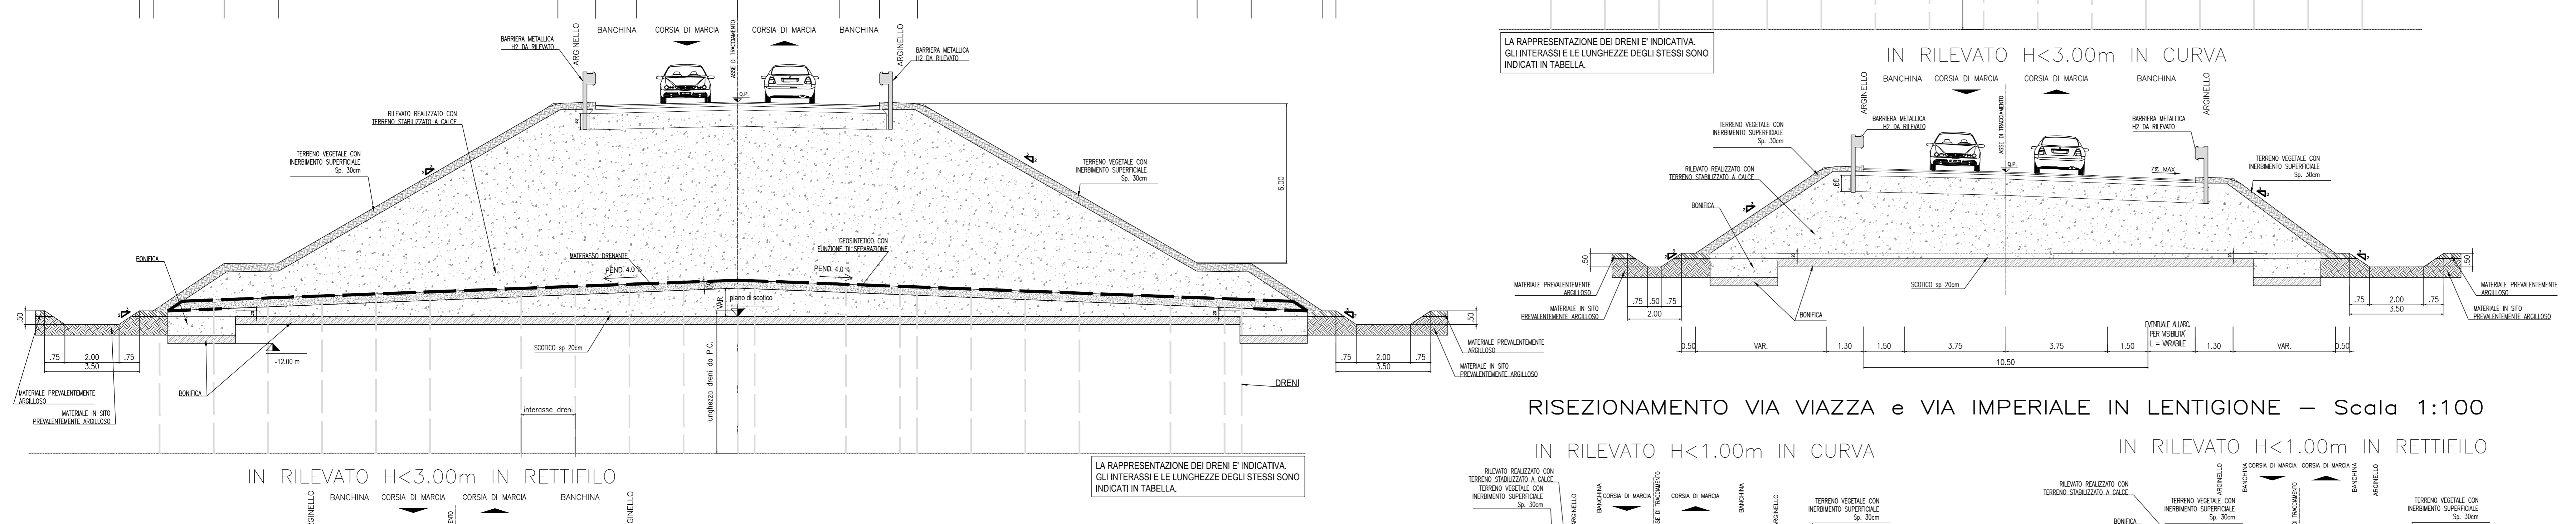 ARGINELLO
BANCHINA
CORSIA DI MARCIA
ASSE DI TRACCIAMENTO
CORSIA DI MARCIA
BANCHINA
ARGINELLO
BARRIERA METALLICA
H2 DA RILEVATO
BARRIERA METALLICA
H2 DA RILEVATO
Q.P.
RILEVATO REALIZZATO CON
TERRENO STABILIZZATO A CALCE
TERRENO VEGETALE CON
INERBIMENTO SUPERFICIALE
Sp. 30cm
TERRENO VEGETALE CON
INERBIMENTO SUPERFICIALE
Sp. 30cm
6.00
GEOSINTETICO CON
FUNZIONE DI SEPARAZIONE
MATERASSO DRENANTE
PEND. 4.0 %
PEND. 4.0 %
BONIFICA
VAR.
piano di scotico
.50
.50
SCOTICO sp 20cm
-12.00 m
.75
2.00
.75
3.50
.75
2.00
.75
3.50
MATERIALE PREVALENTEMENTE
ARGILLOSO
MATERIALE IN SITO
PREVALENTEMENTE ARGILLOSO
BONIFICA
interasse dreni
lunghezza dreni da P.C.
DRENI
MATERIALE PREVALENTEMENTE
ARGILLOSO
MATERIALE IN SITO
PREVALENTEMENTE ARGILLOSO
LA RAPPRESENTAZIONE DEI DRENI E' INDICATIVA.
GLI INTERASSI E LE LUNGHEZZE DEGLI STESSI SONO
INDICATI IN TABELLA.
IN RILEVATO H<3.00m IN RETTIFILO
ARGINELLO
BANCHINA
CORSIA DI MARCIA
CORSIA DI MARCIA
BANCHINA
ARGINELLO
LA RAPPRESENTAZIONE DEI DRENI E' INDICATIVA.
GLI INTERASSI E LE LUNGHEZZE DEGLI STESSI SONO
INDICATI IN TABELLA.
IN RILEVATO H<3.00m IN CURVA
ARGINELLO
BANCHINA
CORSIA DI MARCIA
ASSE DI TRACCIAMENTO
CORSIA DI MARCIA
BANCHINA
ARGINELLO
BARRIERA METALLICA
H2 DA RILEVATO
BARRIERA METALLICA
H2 DA RILEVATO
TERRENO VEGETALE CON
INERBIMENTO SUPERFICIALE
Sp. 30cm
TERRENO VEGETALE CON
INERBIMENTO SUPERFICIALE
Sp. 30cm
Q.P.
7% MAX
.60
RILEVATO REALIZZATO CON
TERRENO STABILIZZATO A CALCE
BONIFICA
.50
.50
SCOTICO sp 20cm
MATERIALE PREVALENTEMENTE
ARGILLOSO
MATERIALE IN SITO
PREVALENTEMENTE ARGILLOSO
.75
.50
.75
2.00
BONIFICA
.75
2.00
.75
3.50
MATERIALE PREVALENTEMENTE
ARGILLOSO
MATERIALE IN SITO
PREVALENTEMENTE ARGILLOSO
EVENTUALE ALLARG.
PER VISIBILITA'
L = VARIABILE
0.50
VAR.
1.30
1.50
3.75
3.75
1.50
1.30
VAR.
0.50
10.50
RISEZIONAMENTO VIA VIAZZA e VIA IMPERIALE IN LENTIGIONE – Scala 1:100
IN RILEVATO H<1.00m IN CURVA
RILEVATO REALIZZATO CON
TERRENO STABILIZZATO A CALCE
TERRENO VEGETALE CON
INERBIMENTO SUPERFICIALE
Sp. 30cm
ARGINELLO
BANCHINA
CORSIA DI MARCIA
CORSIA DI MARCIA
BANCHINA
ARGINELLO
TERRENO VEGETALE CON
INERBIMENTO SUPERFICIALE
Sp. 30cm
IN RILEVATO H<1.00m IN RETTIFILO
RILEVATO REALIZZATO CON
TERRENO STABILIZZATO A CALCE
TERRENO VEGETALE CON
INERBIMENTO SUPERFICIALE
Sp. 30cm
BONIFICA
ARGINELLO
BANCHINA
CORSIA DI MARCIA
CORSIA DI MARCIA
BANCHINA
ARGINELLO
TERRENO VEGETALE CON
INERBIMENTO SUPERFICIALE
Sp. 30cm